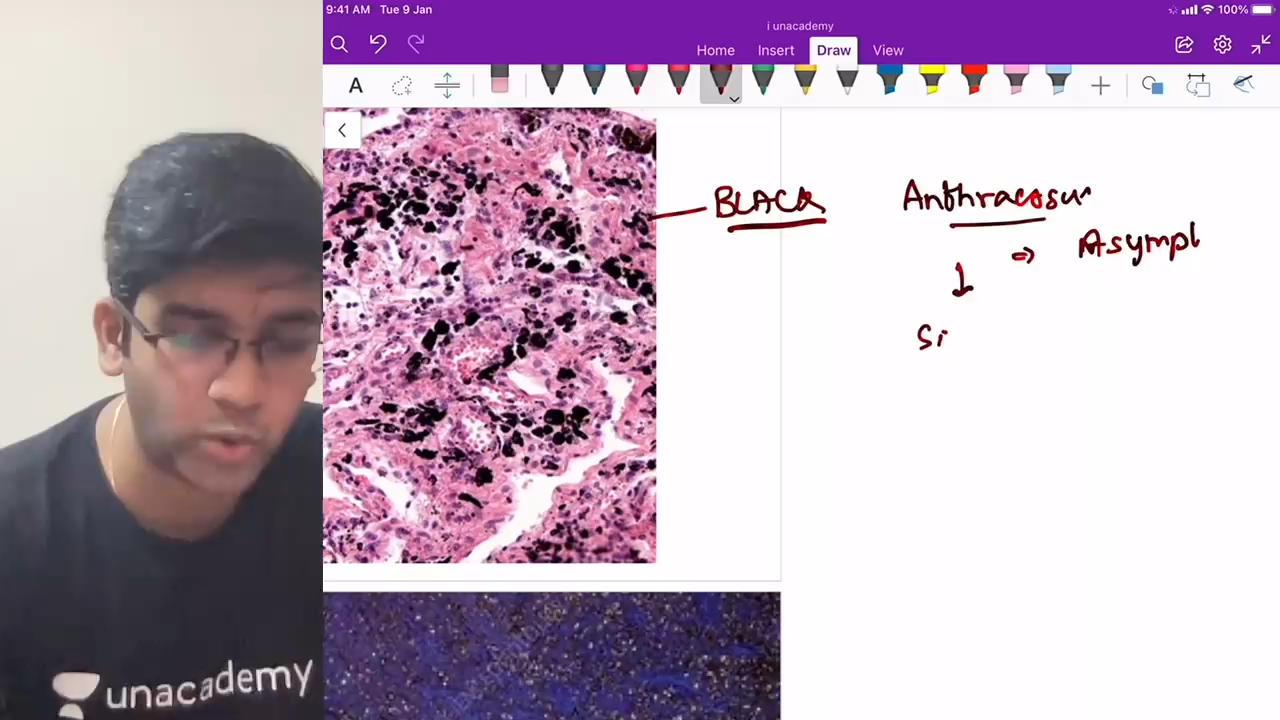 9:41 AM Tue 9 Jan
100%
i unacademy
Home Insert Draw View
A
BLACK
Anthracosis
⇒ Asympt
↓
Si
unacademy